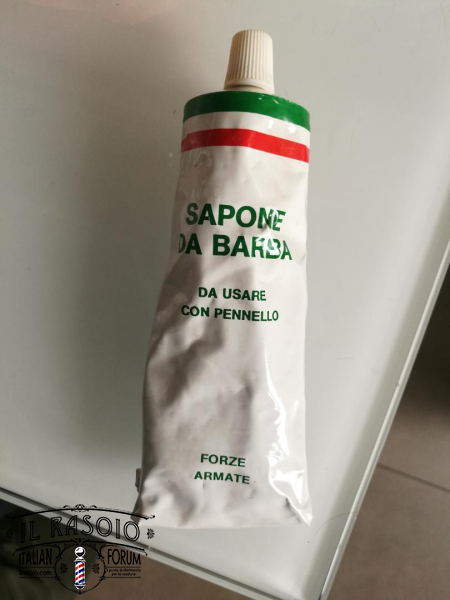 SAPONE
DA BARBA
DA USARE
CON PENNELLO
FORZE
ARMATE
IL RASOIO
ITALIAN FORUM